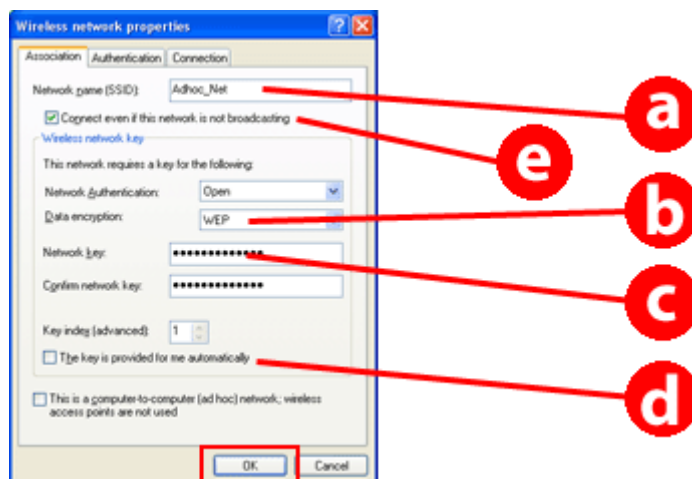 Wireless network properties
Association Authentication Connection
Network name (SSID): Adhoc_Net
a
Connect even if this network is not broadcasting
e
Wireless network key
This network requires a key for the following:
Network Authentication: Open
Data encryption: WEP
b
Network key: •••••••••••••
c
Confirm network key: •••••••••••••
Key index (advanced): 1
The key is provided for me automatically
d
This is a computer-to-computer (ad hoc) network; wireless
access points are not used
OK Cancel